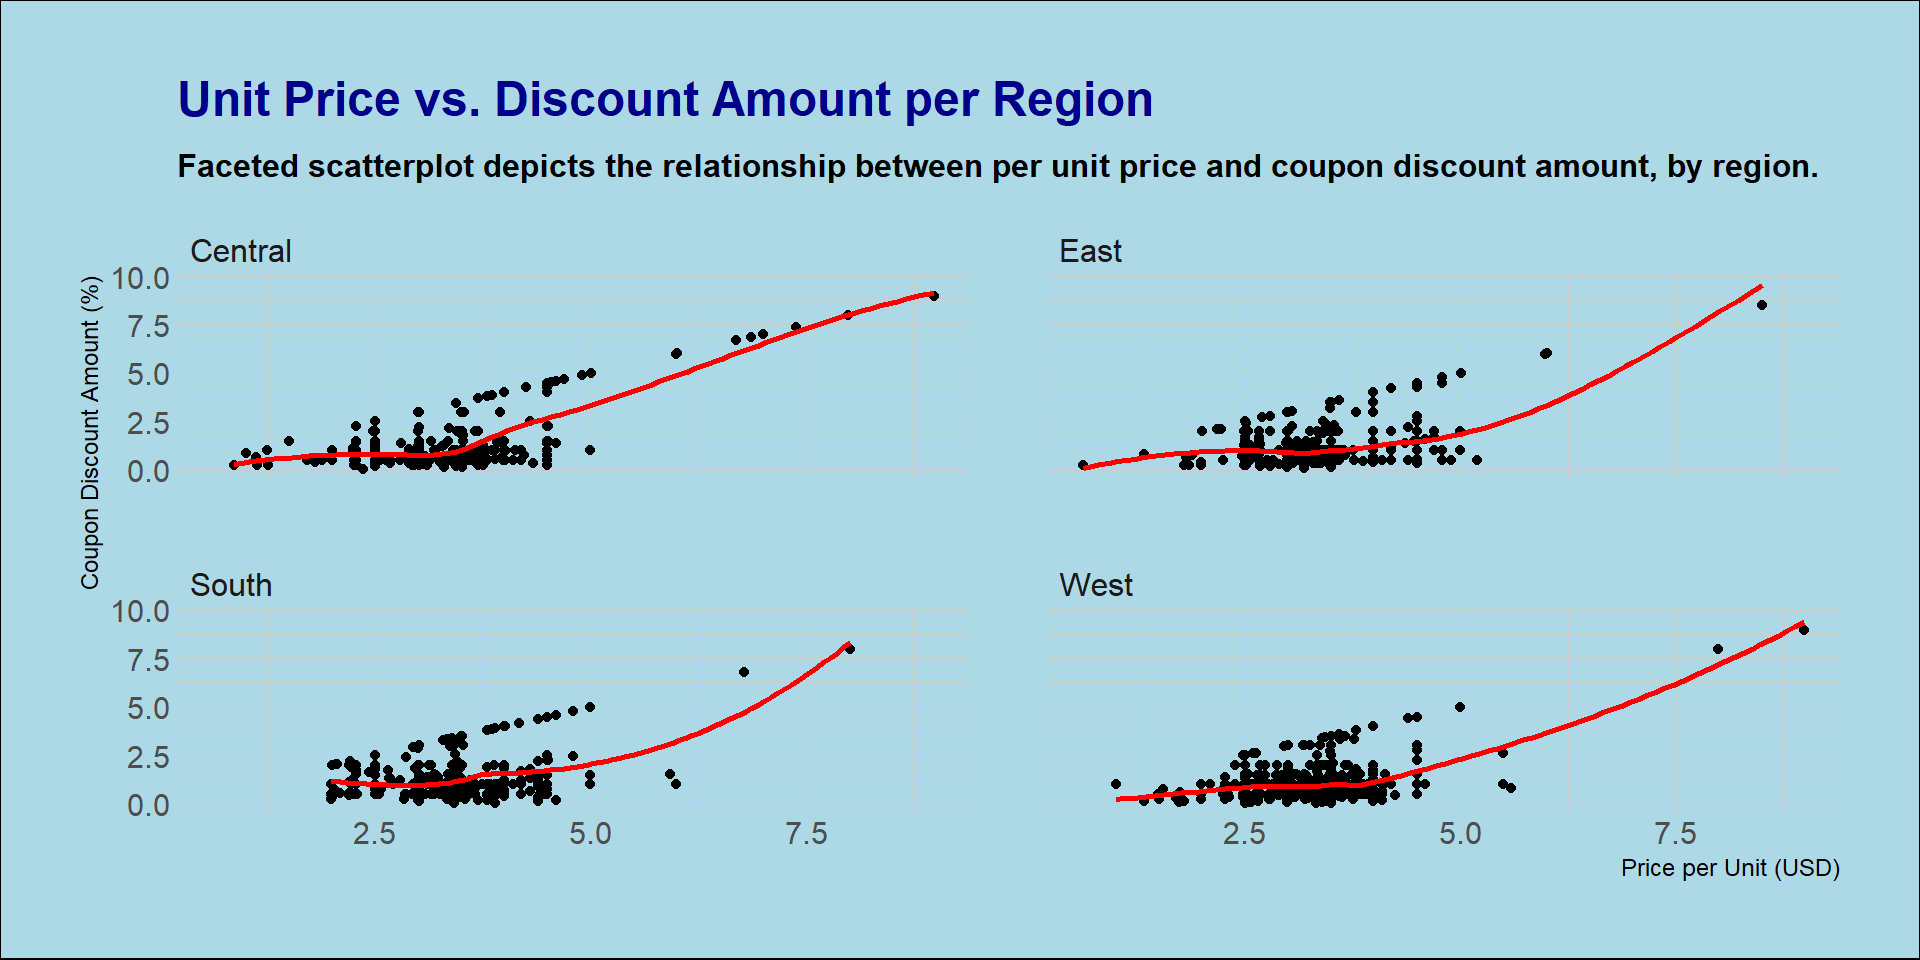 Unit Price vs. Discount Amount per Region
Faceted scatterplot depicts the relationship between per unit price and coupon discount amount, by region.
Central
East
10.0
7.5
5.0
2.5
0.0
Coupon Discount Amount (%)
South
West
10.0
7.5
5.0
2.5
0.0
2.5 5.0 7.5
2.5 5.0 7.5
Price per Unit (USD)